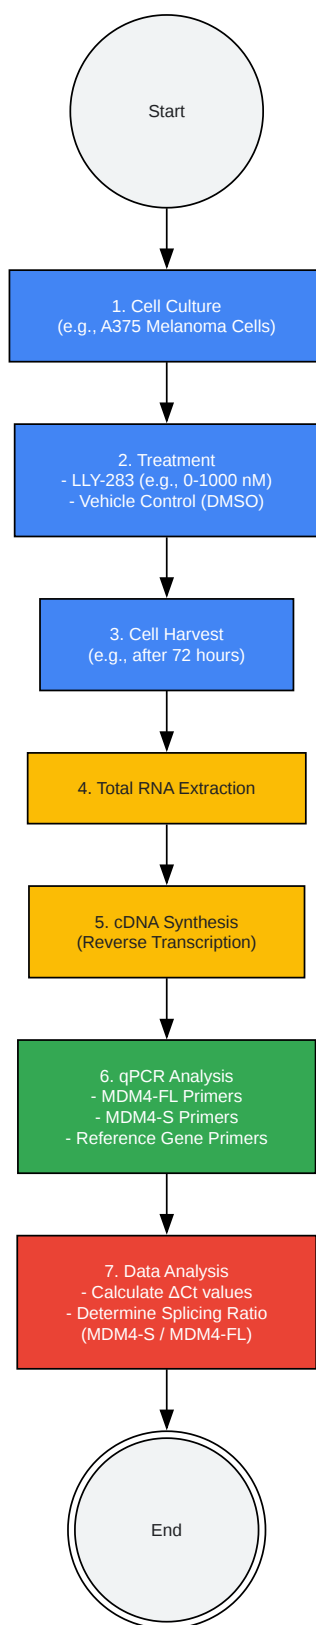 Start
1. Cell Culture
(e.g., A375 Melanoma Cells)
2. Treatment
- LLY-283 (e.g., 0-1000 nM)
- Vehicle Control (DMSO)
3. Cell Harvest
(e.g., after 72 hours)
4. Total RNA Extraction
5. cDNA Synthesis
(Reverse Transcription)
6. qPCR Analysis
- MDM4-FL Primers
- MDM4-S Primers
- Reference Gene Primers
7. Data Analysis
- Calculate ΔCt values
- Determine Splicing Ratio
(MDM4-S / MDM4-FL)
End